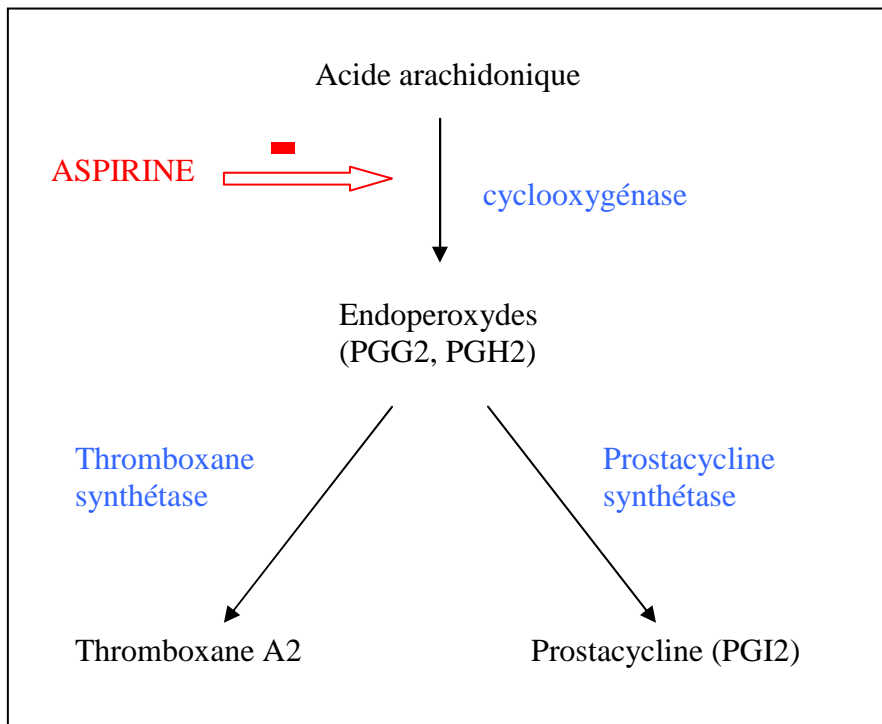 Acide arachidonique
ASPIRINE
cyclooxygénase
Endoperoxydes
(PGG2, PGH2)
Thromboxane
synthétase
Prostacycline
synthétase
Thromboxane A2
Prostacycline (PGI2)